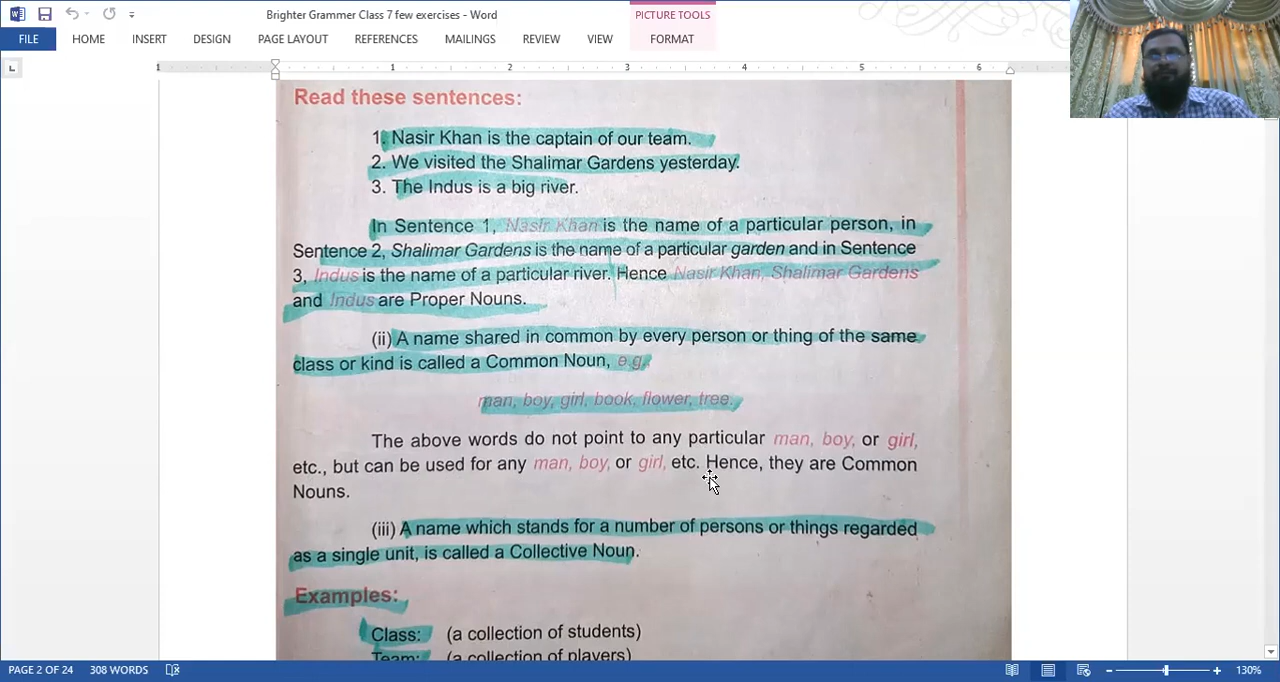 Brighter Grammer Class 7 few exercises - Word
PICTURE TOOLS
FILE HOME INSERT DESIGN PAGE LAYOUT REFERENCES MAILINGS REVIEW VIEW FORMAT
L
1 1 2 3 4 5 6
Read these sentences:
1. Nasir Khan is the captain of our team.
2. We visited the Shalimar Gardens yesterday.
3. The Indus is a big river.
In Sentence 1, Nasir Khan is the name of a particular person, in
Sentence 2, Shalimar Gardens is the name of a particular garden and in Sentence
3, Indus is the name of a particular river. Hence Nasir Khan, Shalimar Gardens
and Indus are Proper Nouns.
(ii) A name shared in common by every person or thing of the same
class or kind is called a Common Noun, e.g.
man, boy, girl, book, flower, tree.
The above words do not point to any particular man, boy, or girl,
etc., but can be used for any man, boy, or girl, etc. Hence, they are Common
Nouns.
(iii) A name which stands for a number of persons or things regarded
as a single unit, is called a Collective Noun.
Examples:
Class: (a collection of students)
Team: (a collection of players)
PAGE 2 OF 24 308 WORDS 130%